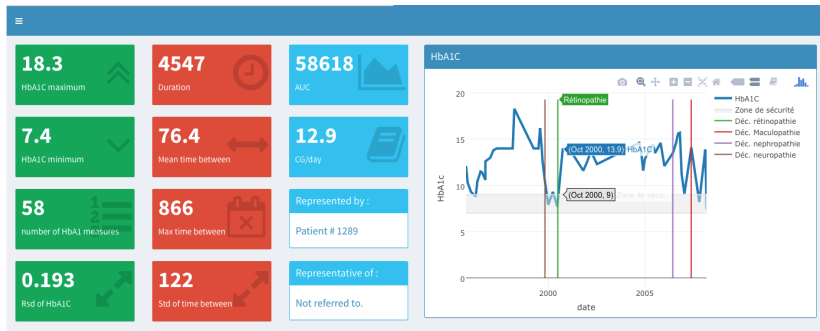 18.3
HbA1C maximum
4547
Duration
58618
AUC
7.4
HbA1C minimum
76.4
Mean time between
12.9
CG/day
58
number of HbA1 measures
866
Max time between
Represented by :
Patient # 1289
0.193
Rsd of HbA1C
122
Std of time between
Representative of :
Not referred to.
HbA1C
20
15
10
5
0
HbA1c
2000
2005
date
Rétinopathie
(Oct 2000, 13.9) HbA1C
(Oct 2000, 9) Zone de sécu...
HbA1C
Zone de sécurité
Déc. rétinopathie
Déc. Maculopathie
Déc. nephropathie
Déc. neuropathie